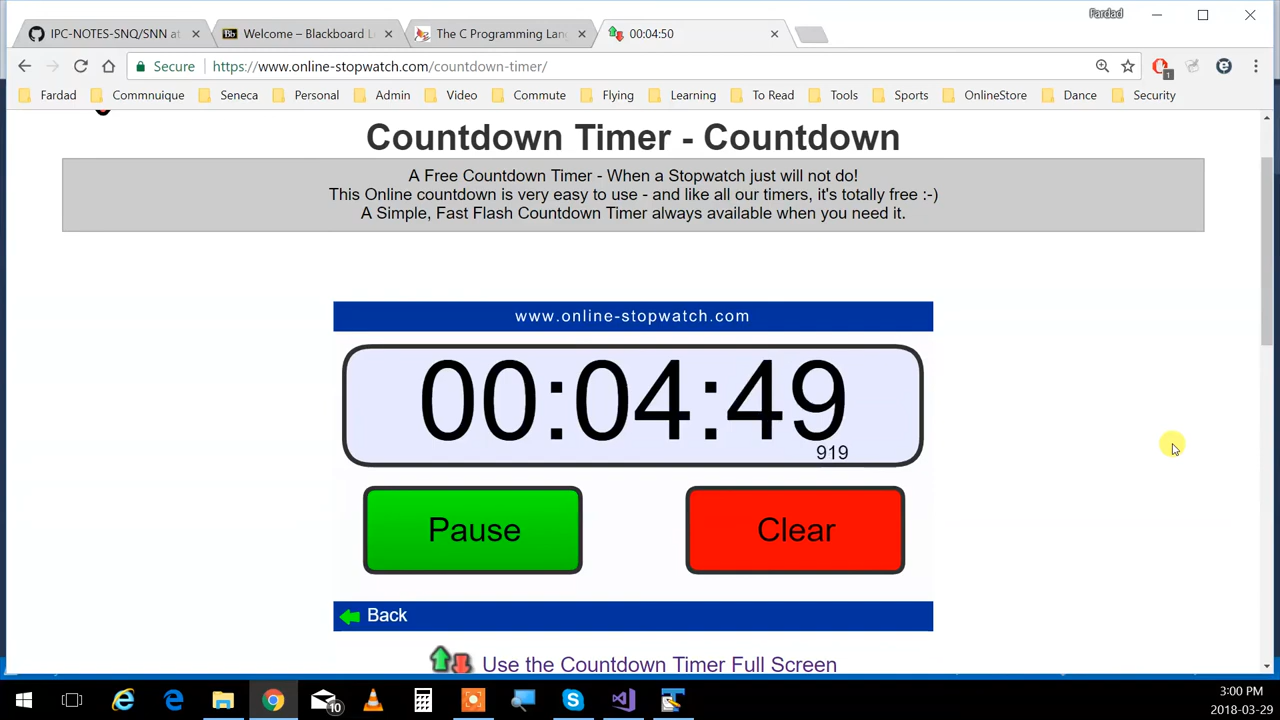 Fardad
IPC-NOTES-SNQ/SNN at
Welcome – Blackboard L
The C Programming Lang
00:04:50
Secure
https://www.online-stopwatch.com/countdown-timer/
1
Fardad
Commnuique
Seneca
Personal
Admin
Video
Commute
Flying
Learning
To Read
Tools
Sports
OnlineStore
Dance
Security
Countdown Timer - Countdown
A Free Countdown Timer - When a Stopwatch just will not do!
This Online countdown is very easy to use - and like all our timers, it's totally free :-)
A Simple, Fast Flash Countdown Timer always available when you need it.
www.online-stopwatch.com
00:04:49
919
Pause
Clear
Back
Use the Countdown Timer Full Screen
10
3:00 PM
2018-03-29